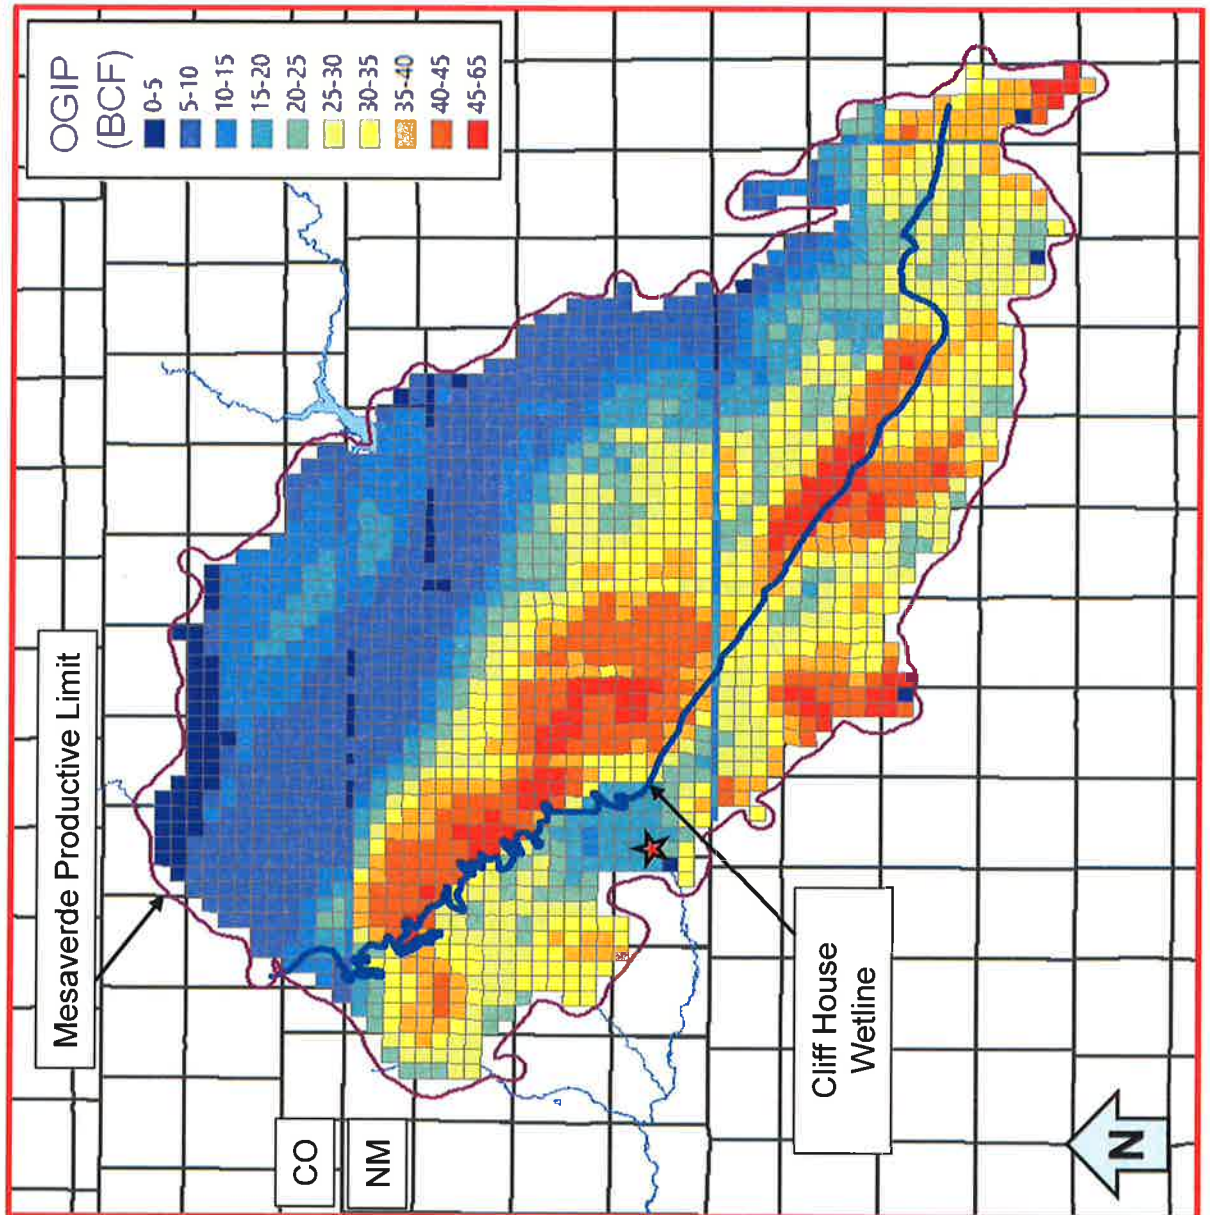 OGIP
(BCF)
0-5
5-10
10-15
15-20
20-25
25-30
30-35
35-40
40-45
45-65
Mesaverde Productive Limit
CO
NM
Cliff House
Wetline
N